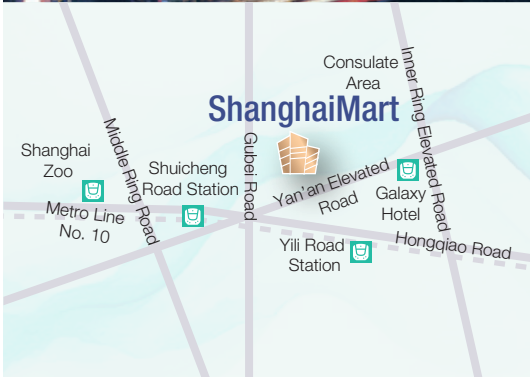 Consulate
Area
Inner Ring Elevated Road
ShanghaiMart
Middle Ring Road
Gubei Road
Shanghai
Zoo
Shuicheng
Road Station
Yan'an Elevated
Road
Galaxy
Hotel
Metro Line
No. 10
Yili Road
Station
Hongqiao Road